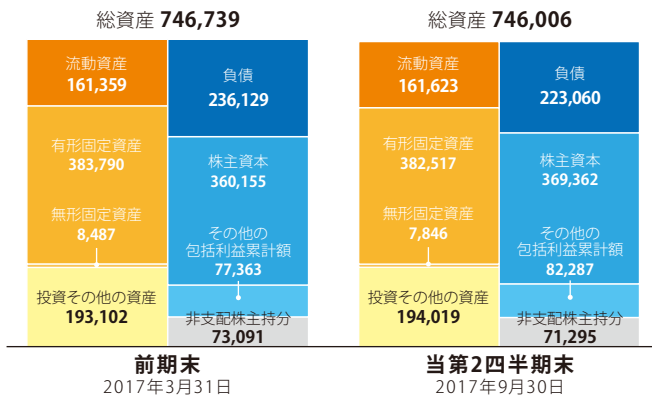 総資産 746,739
流動資産
161,359
有形固定資産
383,790
無形固定資産
8,487
投資その他の資産
193,102
負債
236,129
株主資本
360,155
その他の
包括利益累計額
77,363
非支配株主持分
73,091
前期末
2017年3月31日
総資産 746,006
流動資産
161,623
有形固定資産
382,517
無形固定資産
7,846
投資その他の資産
194,019
負債
223,060
株主資本
369,362
その他の
包括利益累計額
82,287
非支配株主持分
71,295
当第2四半期末
2017年9月30日